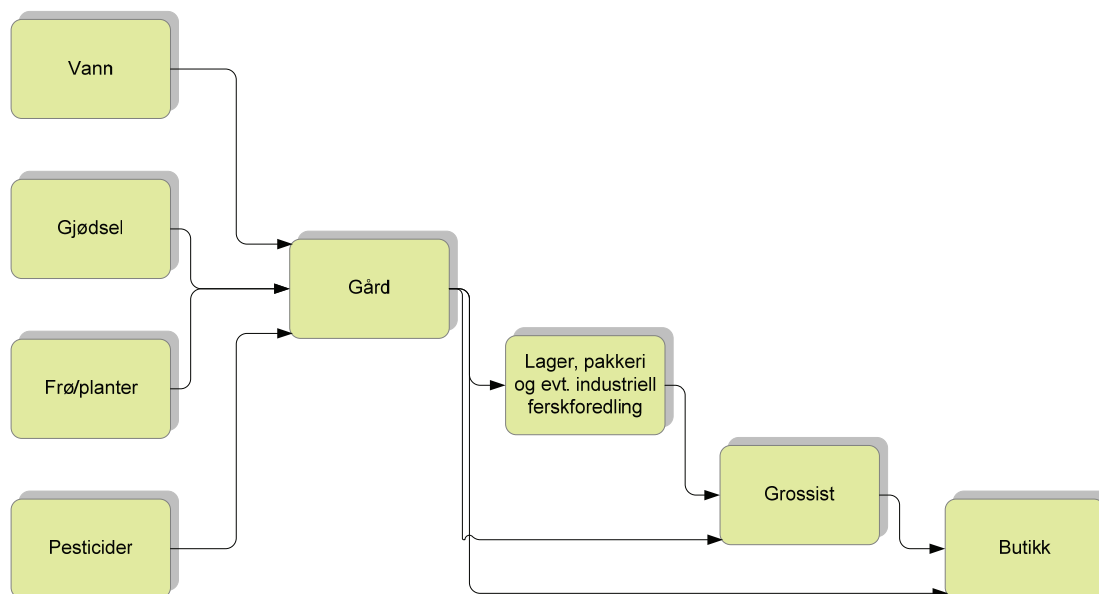 Vann
Gjødsel
Gård
Frø/planter
Lager, pakkeri
og evt. industriell
ferskforedling
Grossist
Pesticider
Butikk